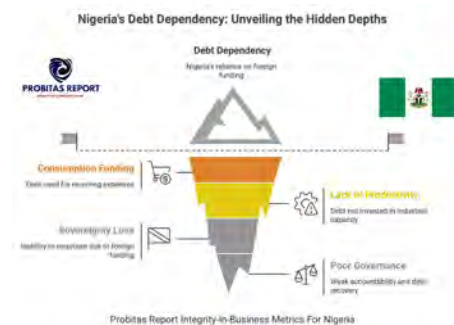 Nigeria's Debt Dependency: Unveiling the Hidden Depths
Debt Dependency
Nigeria's reliance on foreign
funding
PROBITAS REPORT
Consumption Funding
Debt used for recurring expenses
Lack of
Debt not invested in industrial
capacity
Sovereignty Loss
Inability to negotiate due to foreign
funding
Poor Governance
Weak accountability and debt
recovery
Probitas Report Integrity-In-Business Metrics For Nigeria